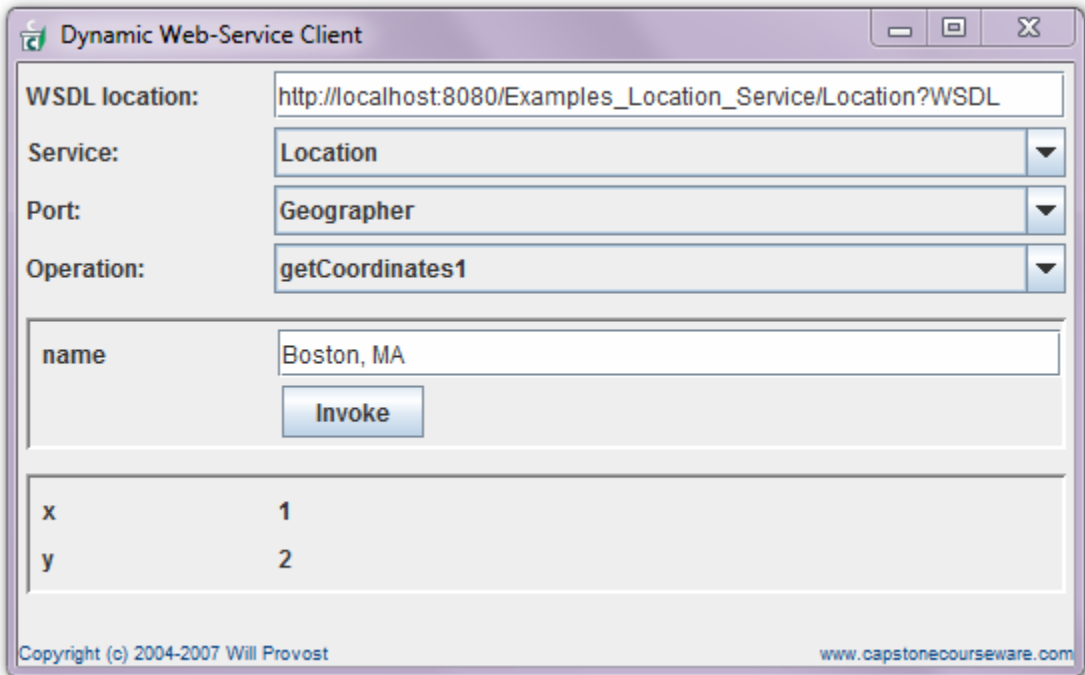 Dynamic Web-Service Client
WSDL location: http://localhost:8080/Examples_Location_Service/Location?WSDL
Service: Location
Port: Geographer
Operation: getCoordinates1
name Boston, MA
Invoke
x 1
y 2
Copyright (c) 2004-2007 Will Provost www.capstonecourseware.com